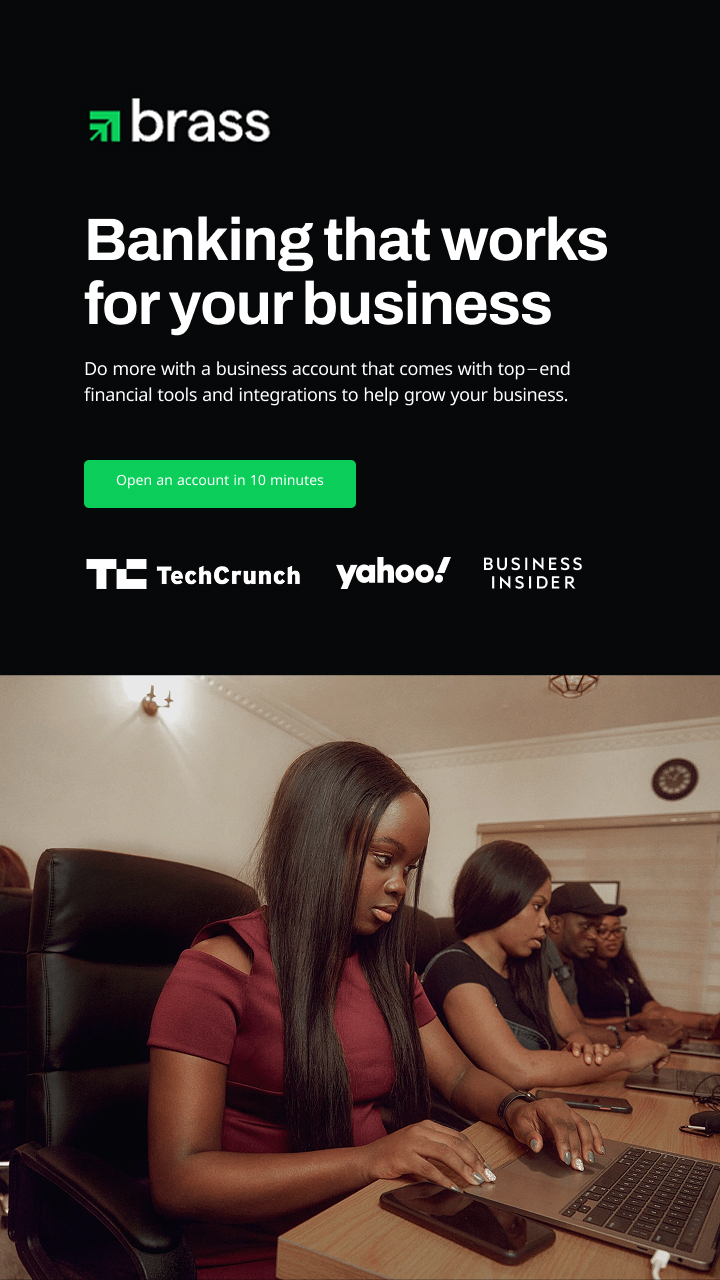 brass
Banking that works
for your business
Do more with a business account that comes with top–end
financial tools and integrations to help grow your business.
Open an account in 10 minutes
TC TechCrunch
yahoo!
BUSINESS
INSIDER